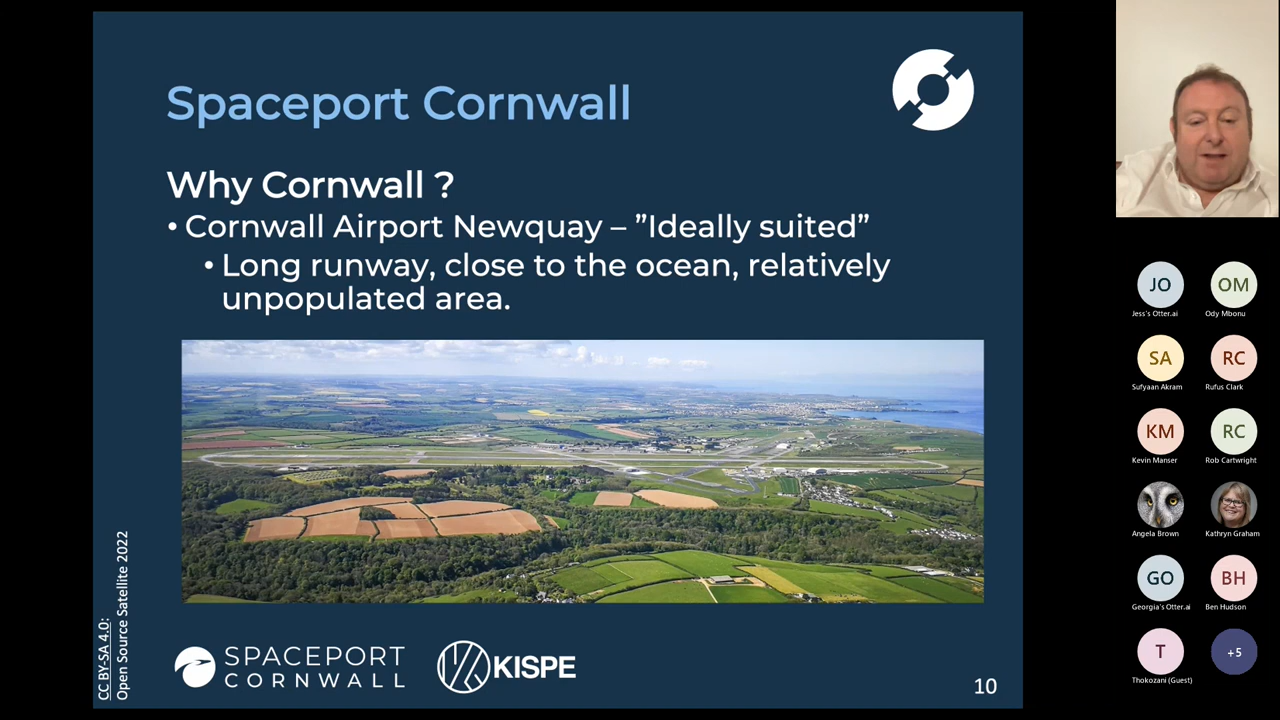 Spaceport Cornwall
Why Cornwall ?
• Cornwall Airport Newquay – ”Ideally suited”
• Long runway, close to the ocean, relatively
unpopulated area.
CC BY-SA 4.0:
Open Source Satellite 2022
SPACEPORT
CORNWALL
KISPE
10
JO
Jess's Otter.ai
OM
Ody Mbonu
SA
Sufyaan Akram
RC
Rufus Clark
KM
Kevin Manser
RC
Rob Cartwright
Angela Brown
Kathryn Graham
GO
Georgia's Otter.ai
BH
Ben Hudson
T
Thokozani (Guest)
+5